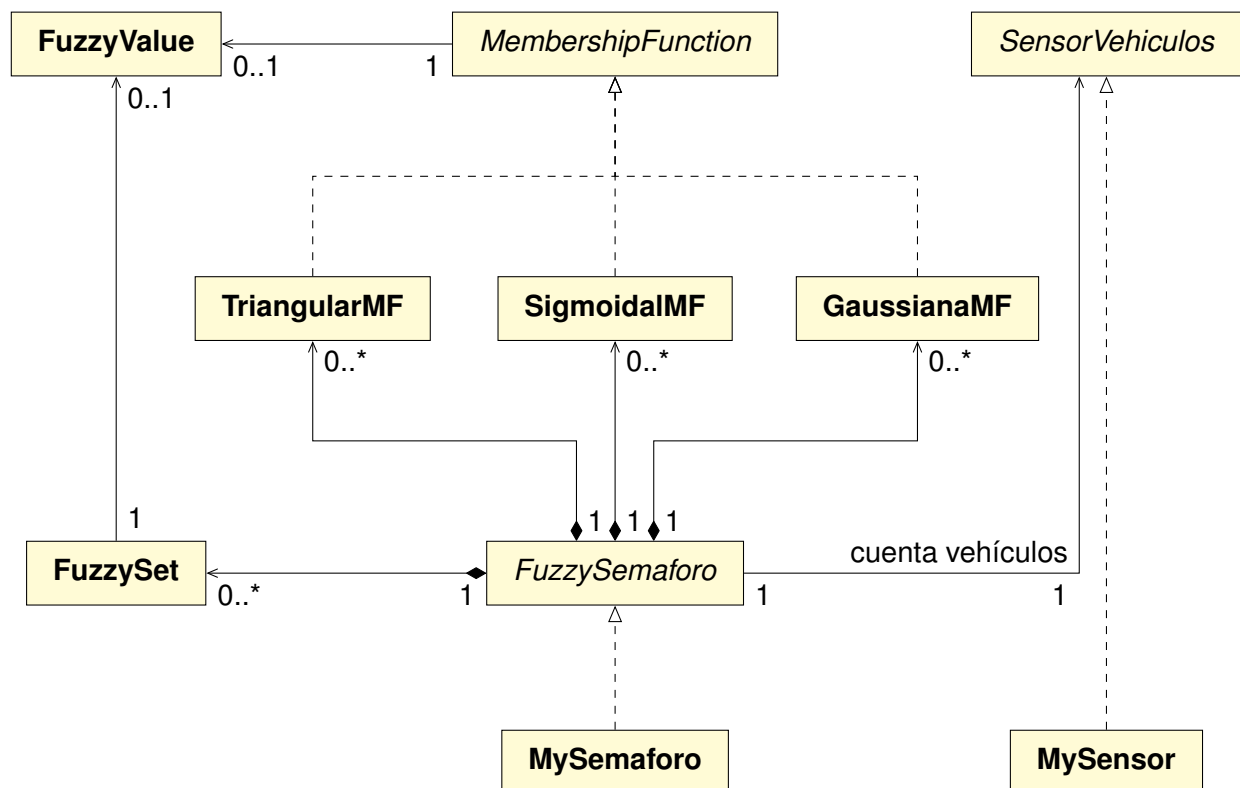 FuzzyValue
MembershipFunction
SensorVehiculos
0..1
1
0..1
TriangularMF
SigmoidalMF
GaussianaMF
0..*
0..*
0..*
1
1
1
1
cuenta vehículos
FuzzySet
FuzzySemaforo
0..*
1
1
1
MySemaforo
MySensor